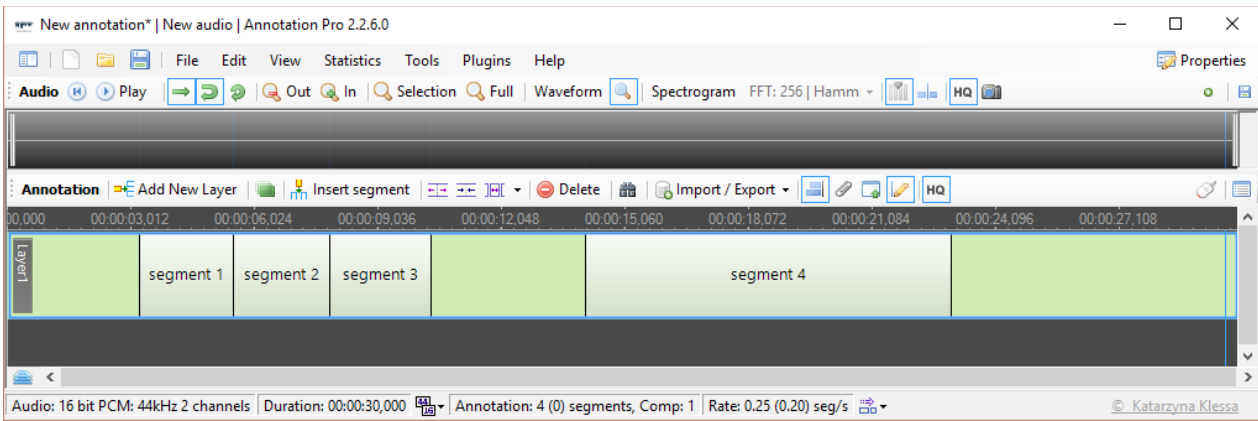 New annotation* | New audio | Annotation Pro 2.2.6.0
File Edit View Statistics Tools Plugins Help Properties
Audio Play Out In Selection Full Waveform Spectrogram FFT: 256 | Hamm HQ
Annotation Add New Layer Insert segment Delete Import / Export HQ
00,000 00:00:03,012 00:00:06,024 00:00:09,036 00:00:12,048 00:00:15,060 00:00:18,072 00:00:21,084 00:00:24,096 00:00:27,108
Layer1
segment 1 segment 2 segment 3 segment 4
Audio: 16 bit PCM: 44kHz 2 channels Duration: 00:00:30,000 44 16 Annotation: 4 (0) segments, Comp: 1 Rate: 0.25 (0.20) seg/s © Katarzyna Klessa